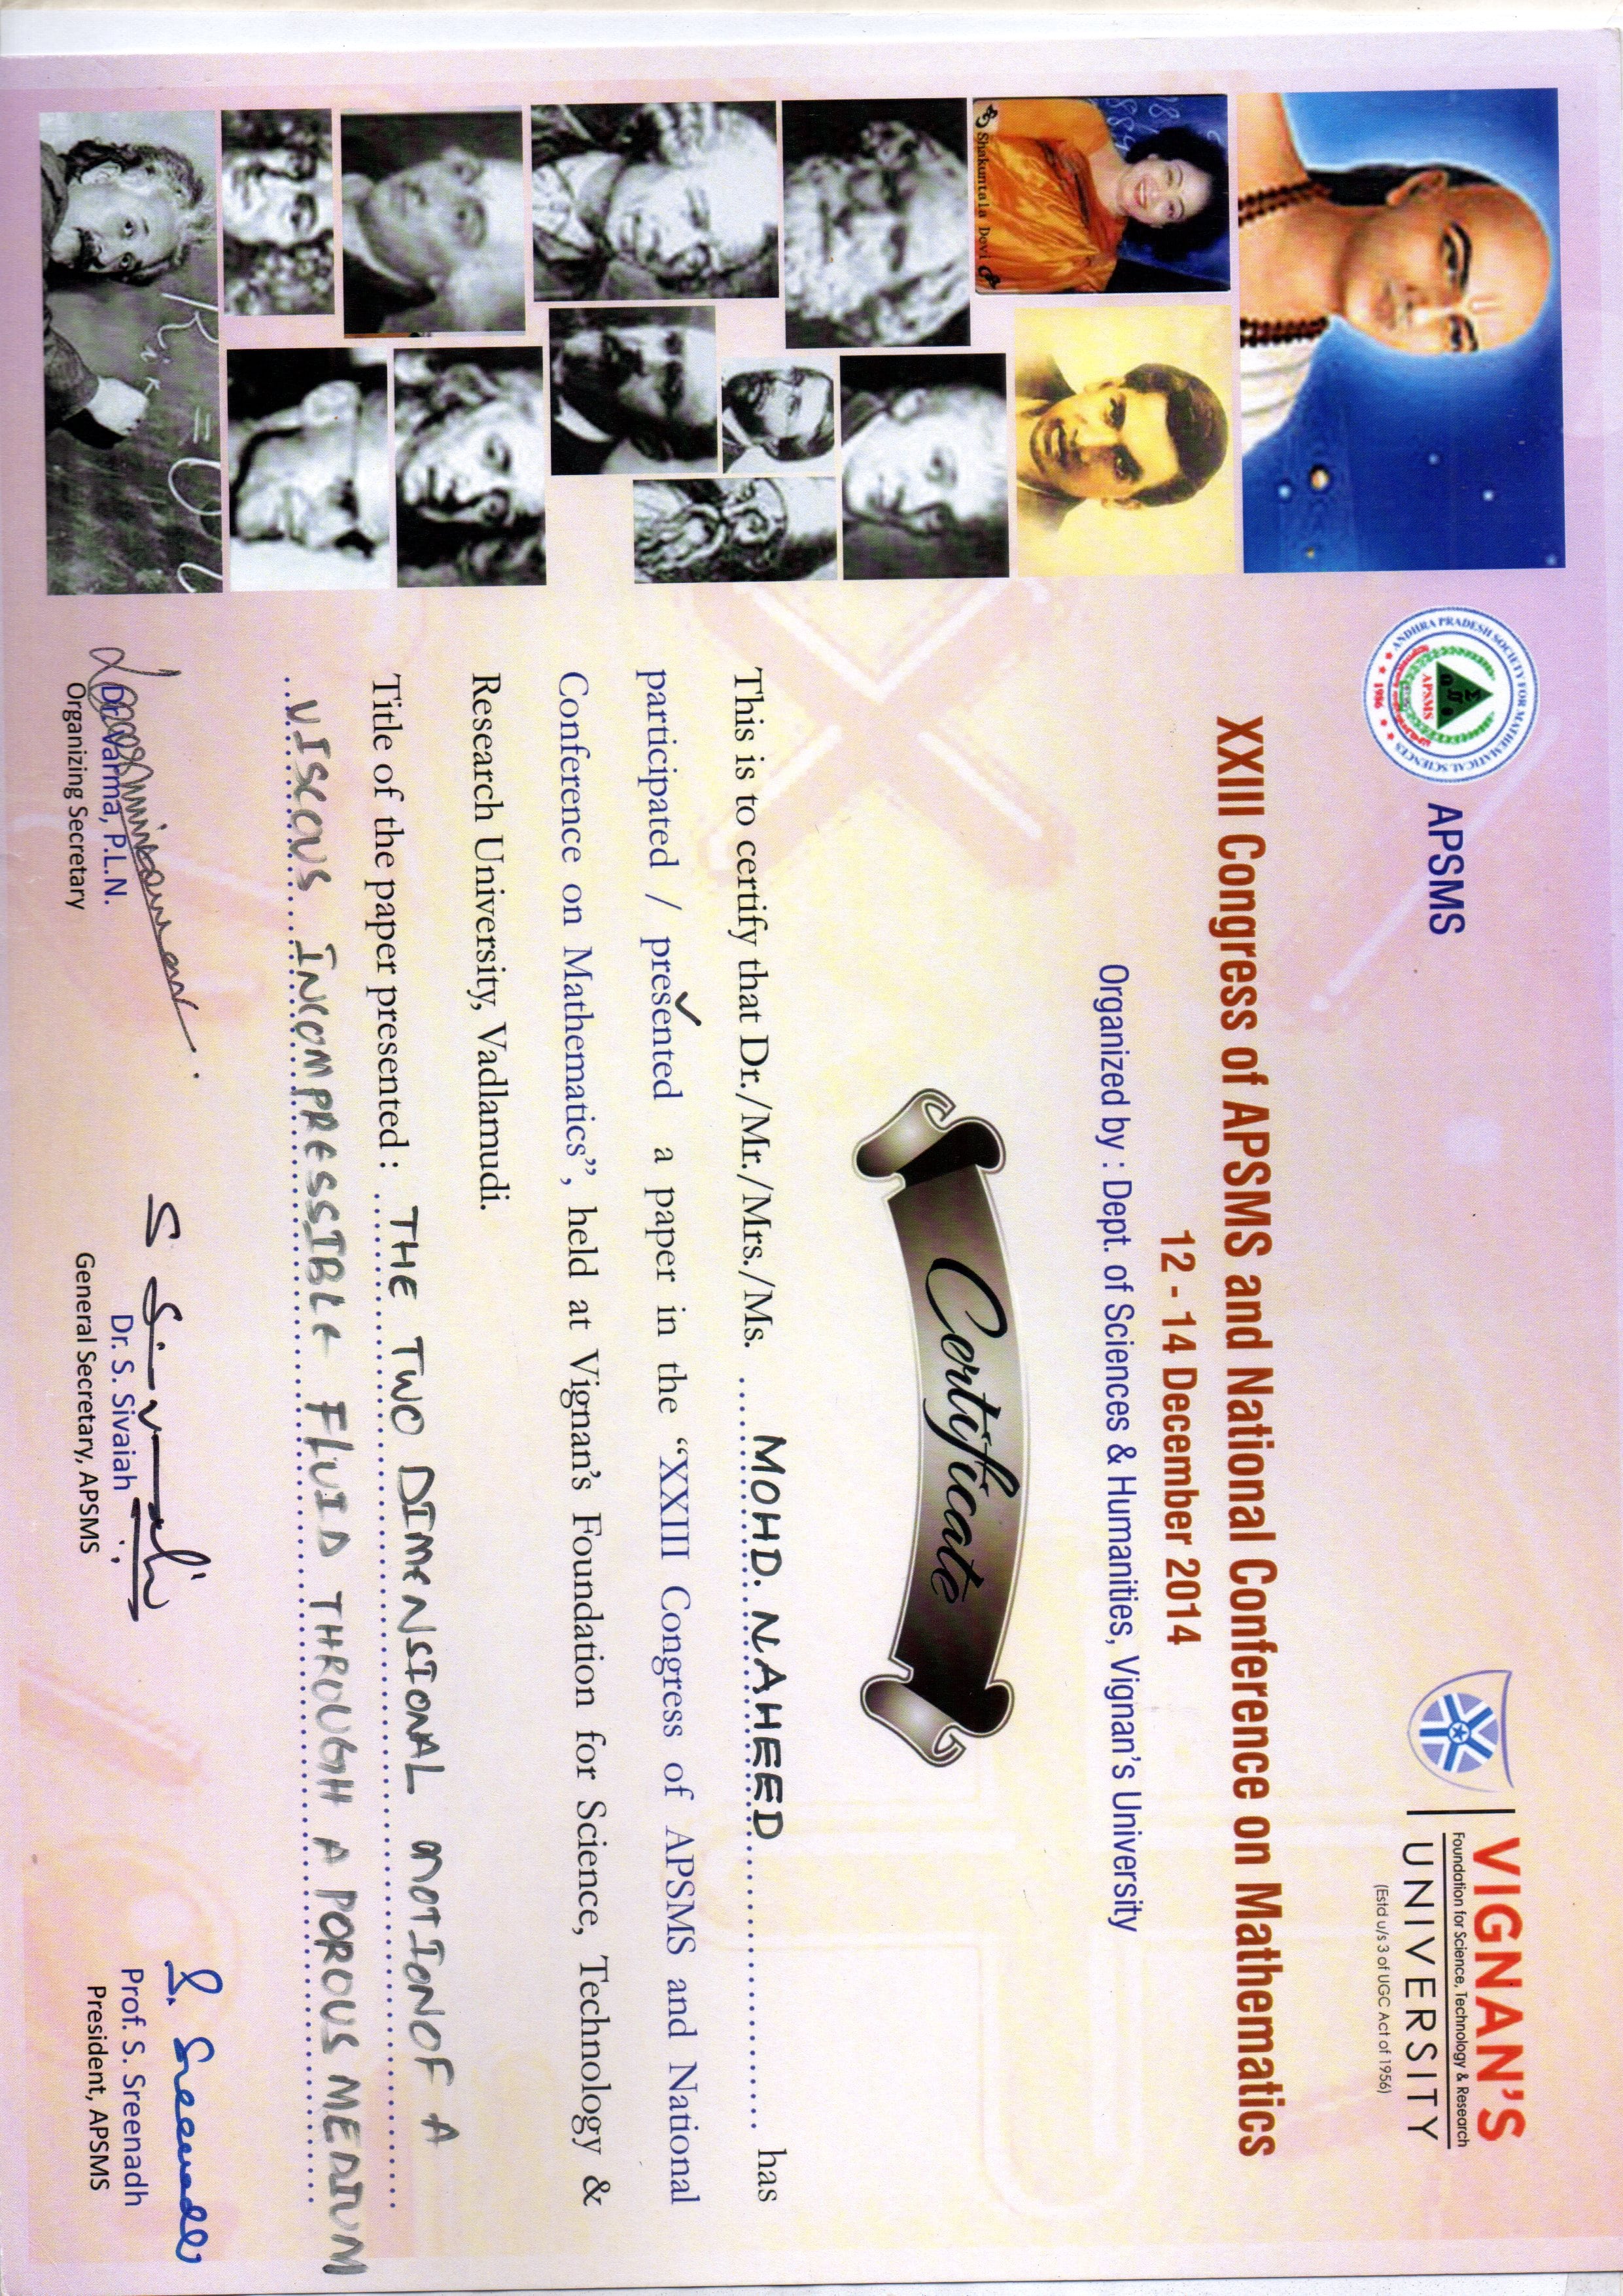 APSMS
ANDHRA PRADESH SOCIETY FOR MATHEMATICAL SCIENCES
APSMS
1986
VIGNAN'S
Foundation for Science, Technology & Research
UNIVERSITY
(Estd u/s 3 of UGC Act of 1956)
XXIII Congress of APSMS and National Conference on Mathematics
12 - 14 December 2014
Organized by : Dept. of Sciences & Humanities, Vignan's University
Certificate
This is to certify that Dr./Mr./Mrs./Ms. MOHD. NAHEED has
participated / presented a paper in the “XXIII Congress of APSMS and National
Conference on Mathematics”, held at Vignan's Foundation for Science, Technology &
Research University, Vadlamudi.
Title of the paper presented : THE TWO DIMENSIONAL MOTION OF A
VISCOUS INCOMPRESSIBLE FLUID THROUGH A POROUS MEDIUM
Dr. Varma, P.L.N.
Organizing Secretary
S Sivaiah
Dr. S. Sivaiah
General Secretary, APSMS
S. Sreenadh
Prof. S. Sreenadh
President, APSMS
Shakuntala Devi